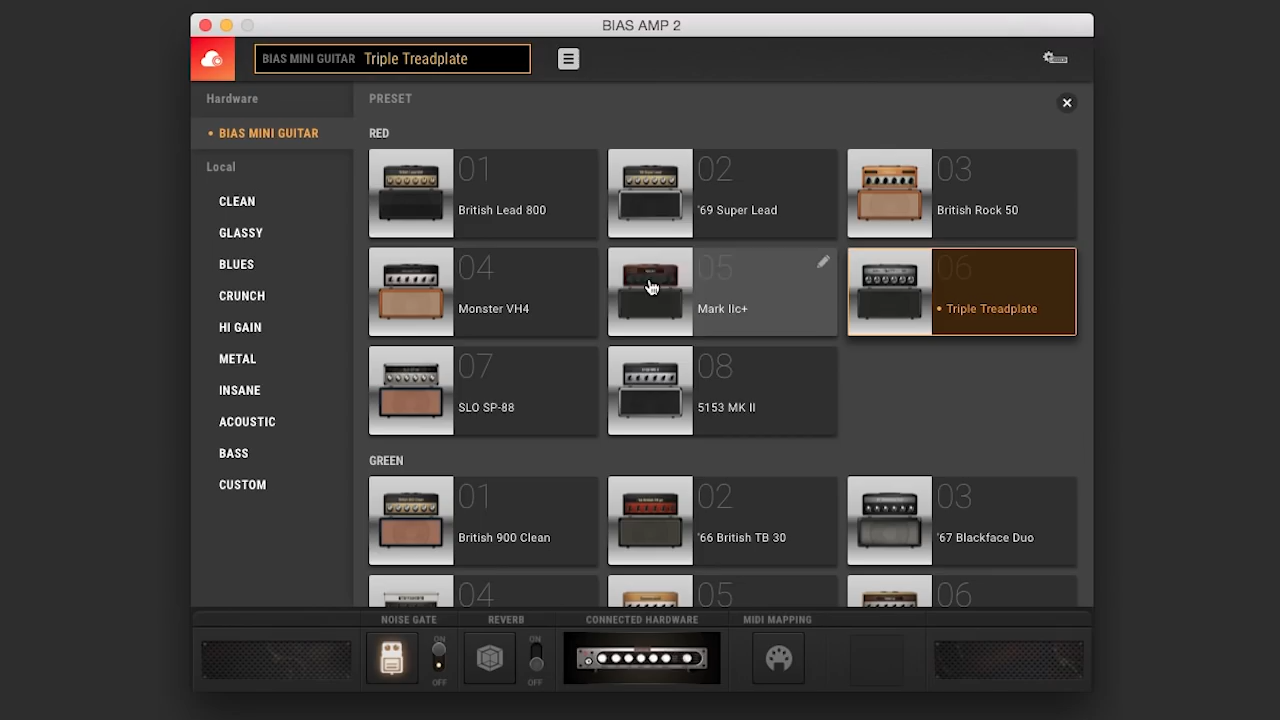 BIAS AMP 2
BIAS MINI GUITAR Triple Treadplate
Hardware
• BIAS MINI GUITAR
Local
CLEAN
GLASSY
BLUES
CRUNCH
HI GAIN
METAL
INSANE
ACOUSTIC
BASS
CUSTOM
PRESET
RED
01
British Lead 800
02
'69 Super Lead
03
British Rock 50
04
Monster VH4
05
Mark IIc+
06
• Triple Treadplate
07
SLO SP-88
08
5153 MK II
GREEN
01
British 900 Clean
02
'66 British TB 30
03
'67 Blackface Duo
04
05
06
NOISE GATE
ON
OFF
REVERB
ON
OFF
CONNECTED HARDWARE
MIDI MAPPING